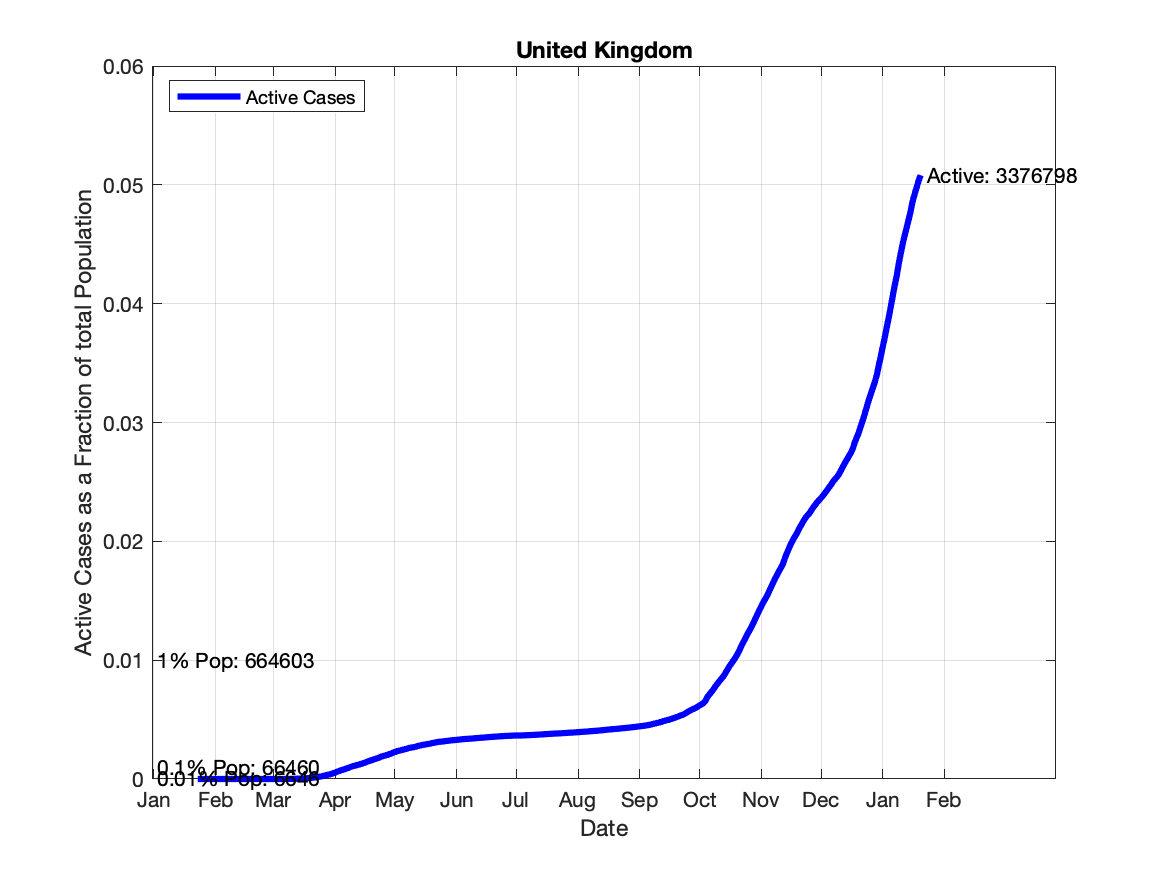 United Kingdom
0.06
Active Cases
0.05
Active: 3376798
0.04
0.03
0.02
0.01
1% Pop: 664603
0.1% Pop: 66460
0.01% Pop: 6646
0
Jan Feb Mar Apr May Jun Jul Aug Sep Oct Nov Dec Jan Feb
Date
Active Cases as a Fraction of total Population